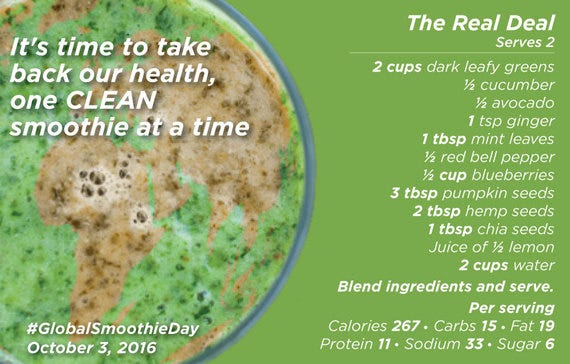 It's time to take
back our health,
one CLEAN
smoothie at a time
#GlobalSmoothieDay
October 3, 2016
The Real Deal
Serves 2
2 cups dark leafy greens
½ cucumber
½ avocado
1 tsp ginger
1 tbsp mint leaves
½ red bell pepper
½ cup blueberries
3 tbsp pumpkin seeds
2 tbsp hemp seeds
1 tbsp chia seeds
Juice of ½ lemon
2 cups water
Blend ingredients and serve.
Per serving
Calories 267 • Carbs 15 • Fat 19
Protein 11 • Sodium 33 • Sugar 6